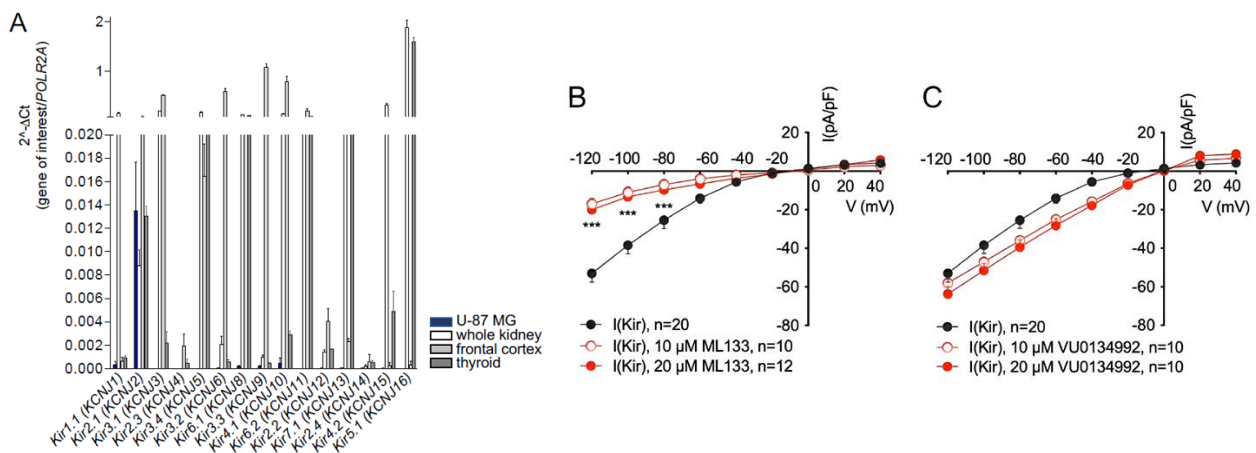 A
2^-ΔCt
(gene of interest/POLR2A)
2
1
0.020
0.018
0.016
0.014
0.012
0.010
0.008
0.006
0.004
0.002
0.000
Kir1.1 (KCNJ1)
Kir2.1 (KCNJ2)
Kir3.1 (KCNJ3)
Kir2.3 (KCNJ4)
Kir3.4 (KCNJ5)
Kir3.2 (KCNJ6)
Kir6.1 (KCNJ8)
Kir3.3 (KCNJ9)
Kir4.1 (KCNJ10)
Kir6.2 (KCNJ11)
Kir2.2 (KCNJ12)
Kir7.1 (KCNJ13)
Kir2.4 (KCNJ14)
Kir4.2 (KCNJ15)
Kir5.1 (KCNJ16)
U-87 MG
whole kidney
frontal cortex
thyroid
B
I(pA/pF)
20
-120 -100 -80 -60 -40 -20 0 20 40
V (mV)
-20
-40
-60
-80
*** *** ***
I(Kir), n=20
I(Kir), 10 µM ML133, n=10
I(Kir), 20 µM ML133, n=12
C
I(pA/pF)
20
-120 -100 -80 -60 -40 -20 0 20 40
V (mV)
-20
-40
-60
-80
I(Kir), n=20
I(Kir), 10 µM VU0134992, n=10
I(Kir), 20 µM VU0134992, n=10